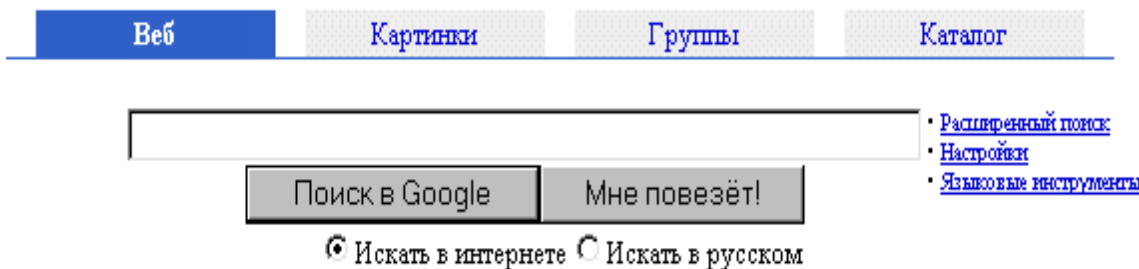 Веб Картинки Группы Каталог
Расширенный поиск
Настройки
Языковые инструменты
Поиск в Google Мне повезёт!
Искать в интернете Искать в русском